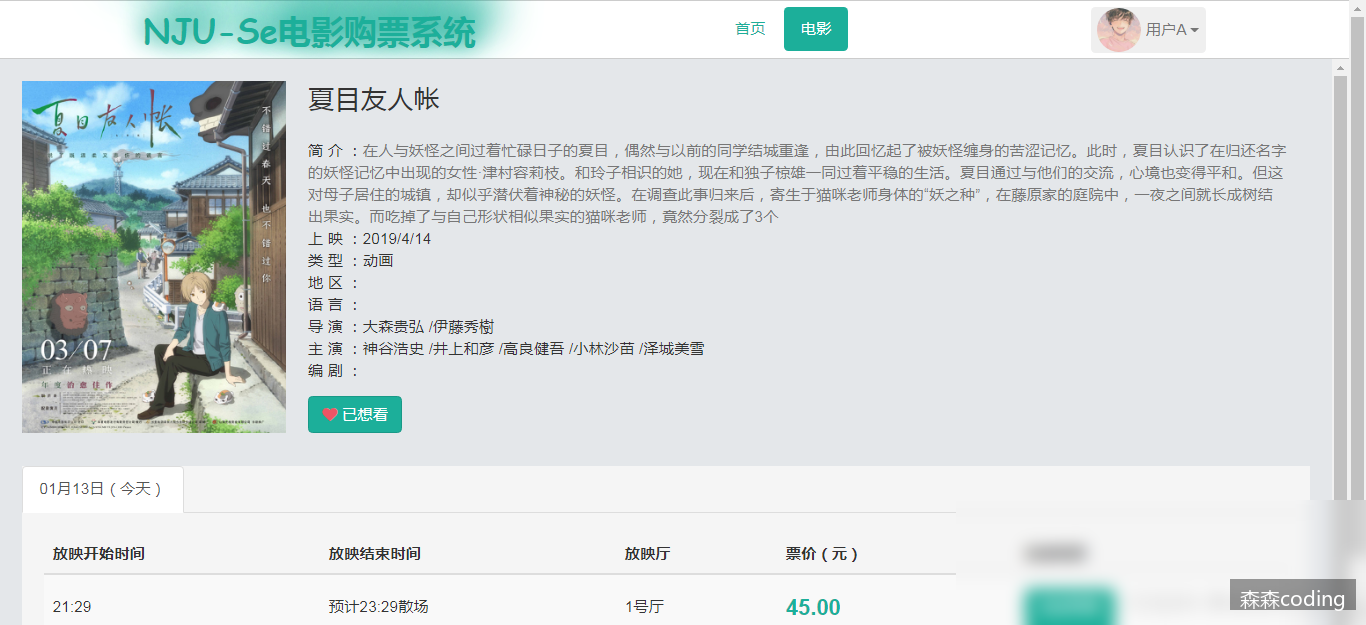 NJU-Se电影购票系统
首页
电影
用户A
夏目友人帐
不错过春天 也不错过你
03/07
正在热映
年度治愈佳作
夏目友人帐
简 介 ：在人与妖怪之间过着忙碌日子的夏目，偶然与以前的同学结城重逢，由此回忆起了被妖怪缠身的苦涩记忆。此时，夏目认识了在归还名字
的妖怪记忆中出现的女性·津村容莉枝。和玲子相识的她，现在和独子椋雄一同过着平稳的生活。夏目通过与他们的交流，心境也变得平和。但这
对母子居住的城镇，却似乎潜伏着神秘的妖怪。在调查此事归来后，寄生于猫咪老师身体的“妖之种”，在藤原家的庭院中，一夜之间就长成树结
出果实。而吃掉了与自己形状相似果实的猫咪老师，竟然分裂成了3个
上 映 ：2019/4/14
类 型 ：动画
地 区 ：
语 言 ：
导 演 ：大森贵弘 /伊藤秀樹
主 演 ：神谷浩史 /井上和彦 /高良健吾 /小林沙苗 /泽城美雪
编 剧 ：
已想看
01月13日（今天）
放映开始时间 放映结束时间 放映厅 票价（元）
21:29 预计23:29散场 1号厅 45.00
森森coding